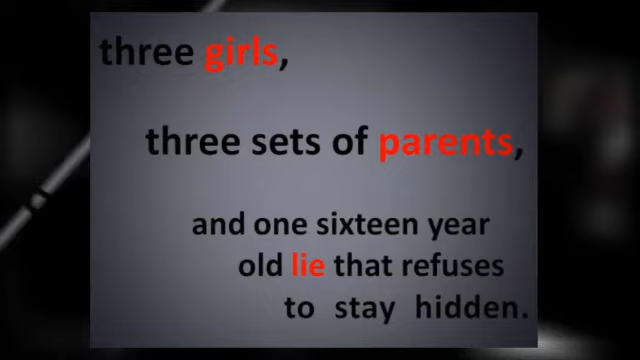 three girls,
three sets of parents,
and one sixteen year
old lie that refuses
to stay hidden.